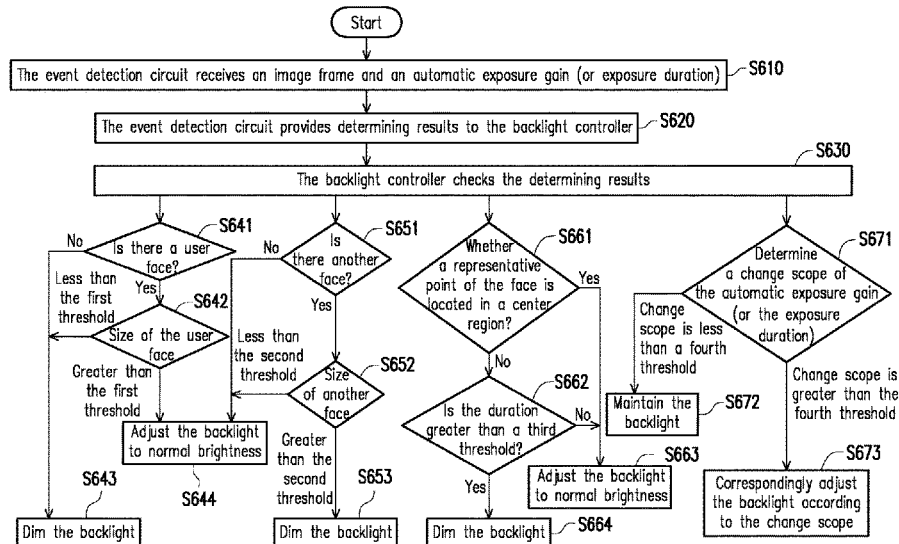 Start
The event detection circuit receives an image frame and an automatic exposure gain (or exposure duration)
S610
The event detection circuit provides determining results to the backlight controller
S620
S630
The backlight controller checks the determining results
S641
No
Is there a user
face?
Yes
Less than
the first
threshold
S642
Size of the user
face
Greater than
the first
threshold
S643
Dim the backlight
Adjust the backlight
to normal brightness
S644
S651
No
Is
there another
face?
Yes
Less than
the second
threshold
S652
Size
of another
face
Greater
than the
second
threshold
S653
Dim the backlight
S661
Whether
a representative
point of the face is
located in a center
region?
Yes
No
S662
Is the duration
greater than a third
threshold?
No
Yes
S663
Adjust the backlight
to normal brightness
Dim the backlight
S664
S671
Determine
a change scope of
the automatic exposure gain
(or the exposure
duration)
Change
scope is less
than a fourth
threshold
Maintain the
backlight
S672
Change scope is
greater than the
fourth threshold
S673
Correspondingly adjust
the backlight according
to the change scope